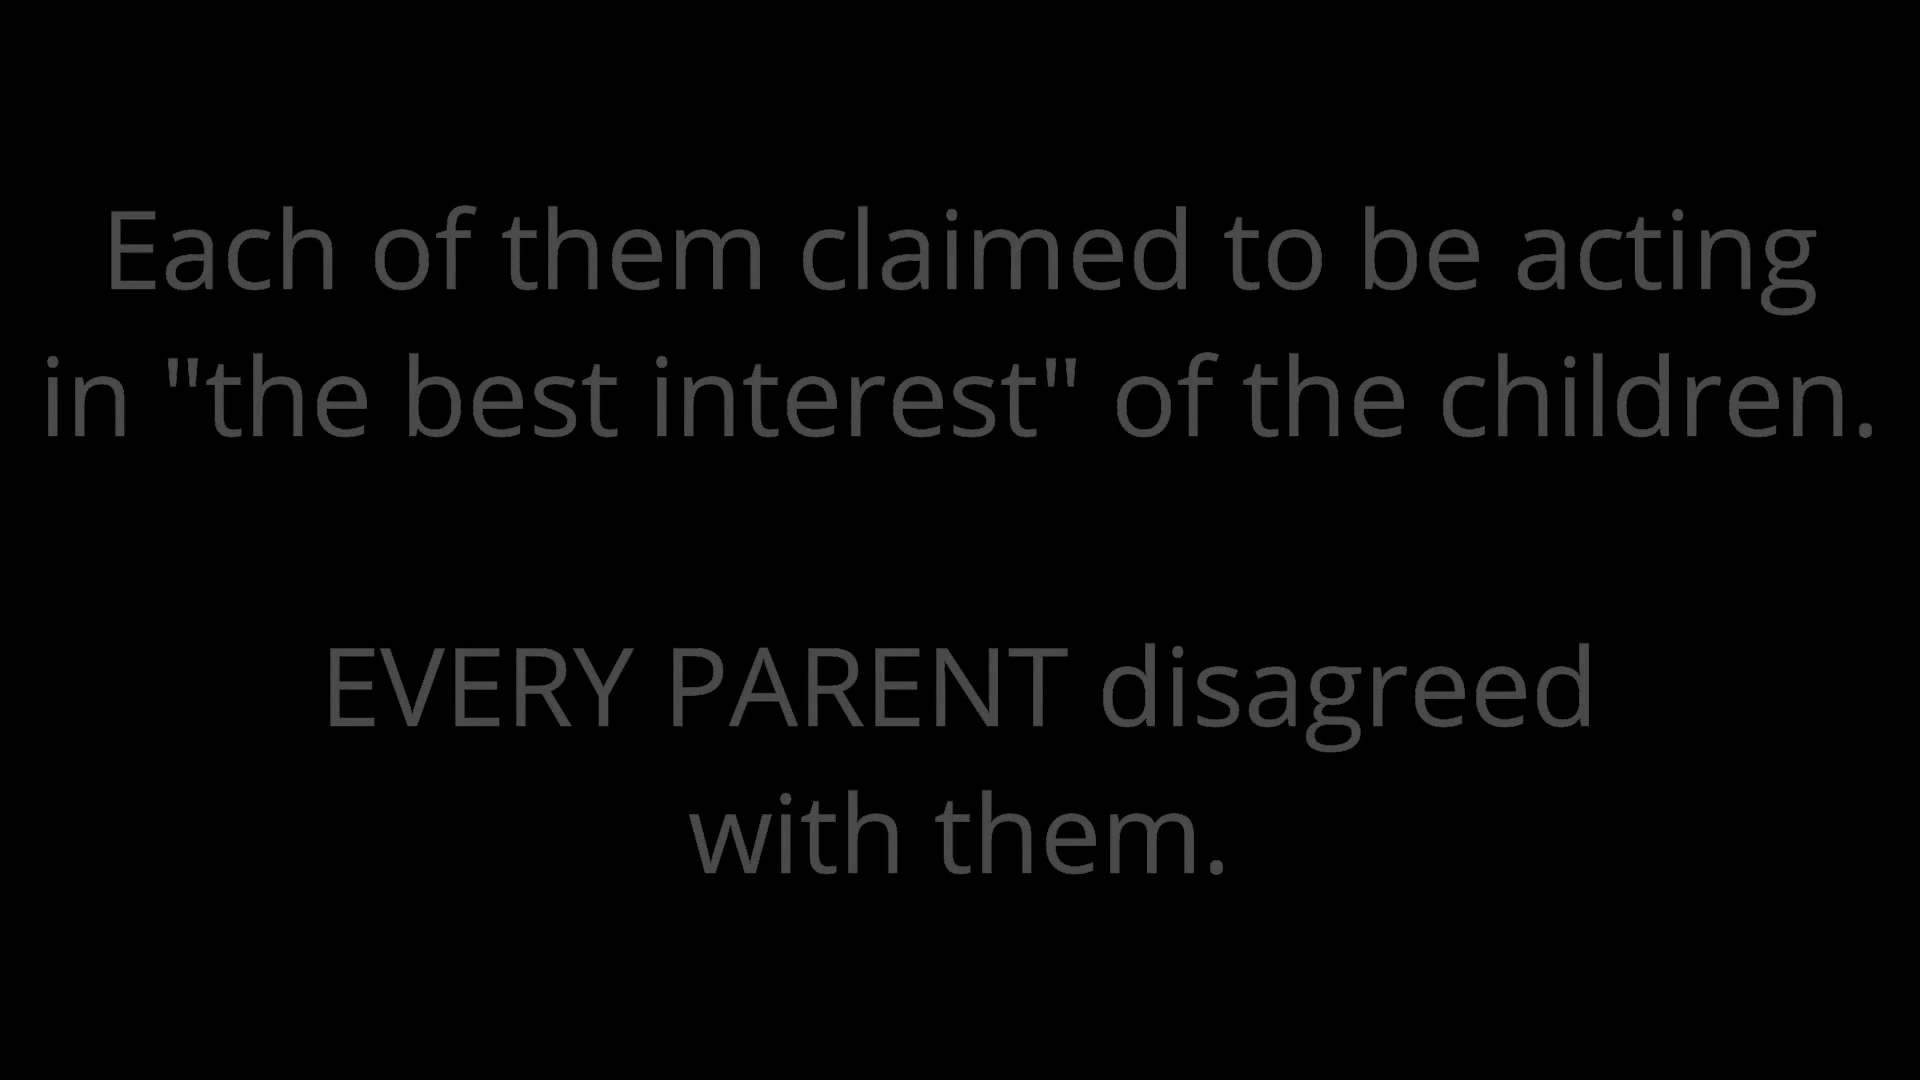 Each of them claimed to be acting
in "the best interest" of the children.
EVERY PARENT disagreed
with them.